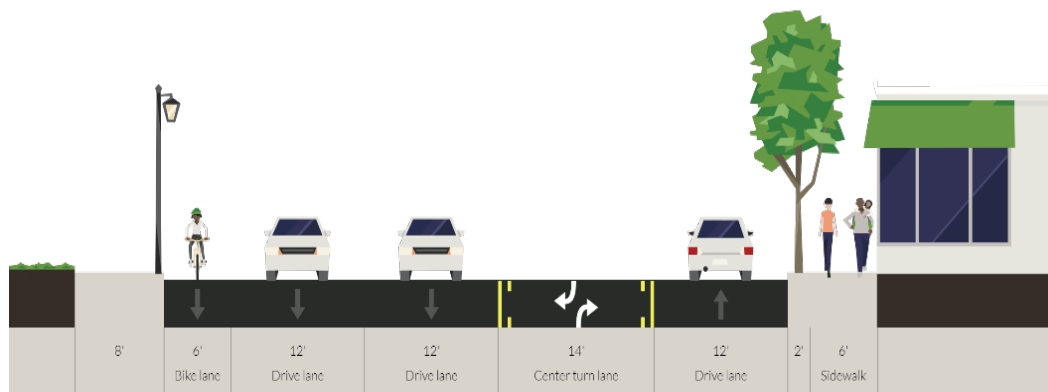 8' 6' 12' 12' 14' 12' 2' 6'
Bike lane Drive lane Drive lane Center turn lane Drive lane Sidewalk